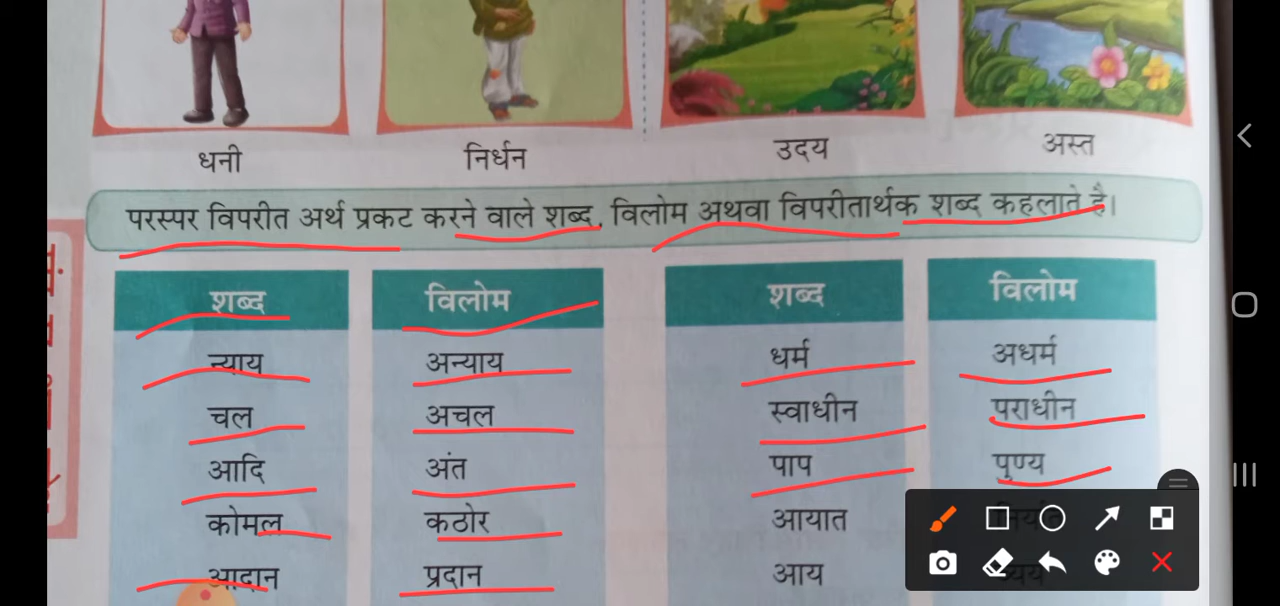 धनी निर्धन उदय अस्त
परस्पर विपरीत अर्थ प्रकट करने वाले शब्द, विलोम अथवा विपरीतार्थक शब्द कहलाते है।
शब्द विलोम शब्द विलोम
न्याय अन्याय धर्म अधर्म
चल अचल स्वाधीन पराधीन
आदि अंत पाप पुण्य
कोमल कठोर आयात
आदान प्रदान आय